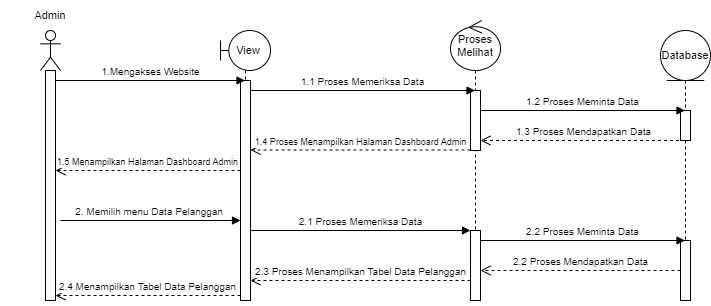 Admin
View
Proses
Melihat
Database
1.Mengakses Website
1.1 Proses Memeriksa Data
1.2 Proses Meminta Data
1.3 Proses Mendapatkan Data
1.4 Proses Menampilkan Halaman Dashboard Admin
1.5 Menampilkan Halaman Dashboard Admin
2. Memilih menu Data Pelanggan
2.1 Proses Memeriksa Data
2.2 Proses Meminta Data
2.2 Proses Mendapatkan Data
2.3 Proses Menampilkan Tabel Data Pelanggan
2.4 Menampilkan Tabel Data Pelanggan